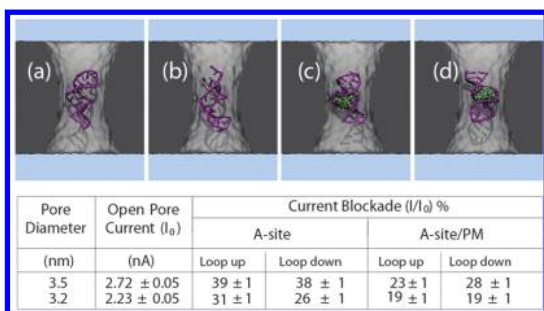 (a) (b) (c) (d)
Pore Diameter
Open Pore Current (I₀)
Current Blockade (I/I₀) %
A-site A-site/PM
(nm) (nA) Loop up Loop down Loop up Loop down
3.5 2.72 ± 0.05 39 ± 1 38 ± 1 23 ± 1 28 ± 1
3.2 2.23 ± 0.05 31 ± 1 26 ± 1 19 ± 1 19 ± 1